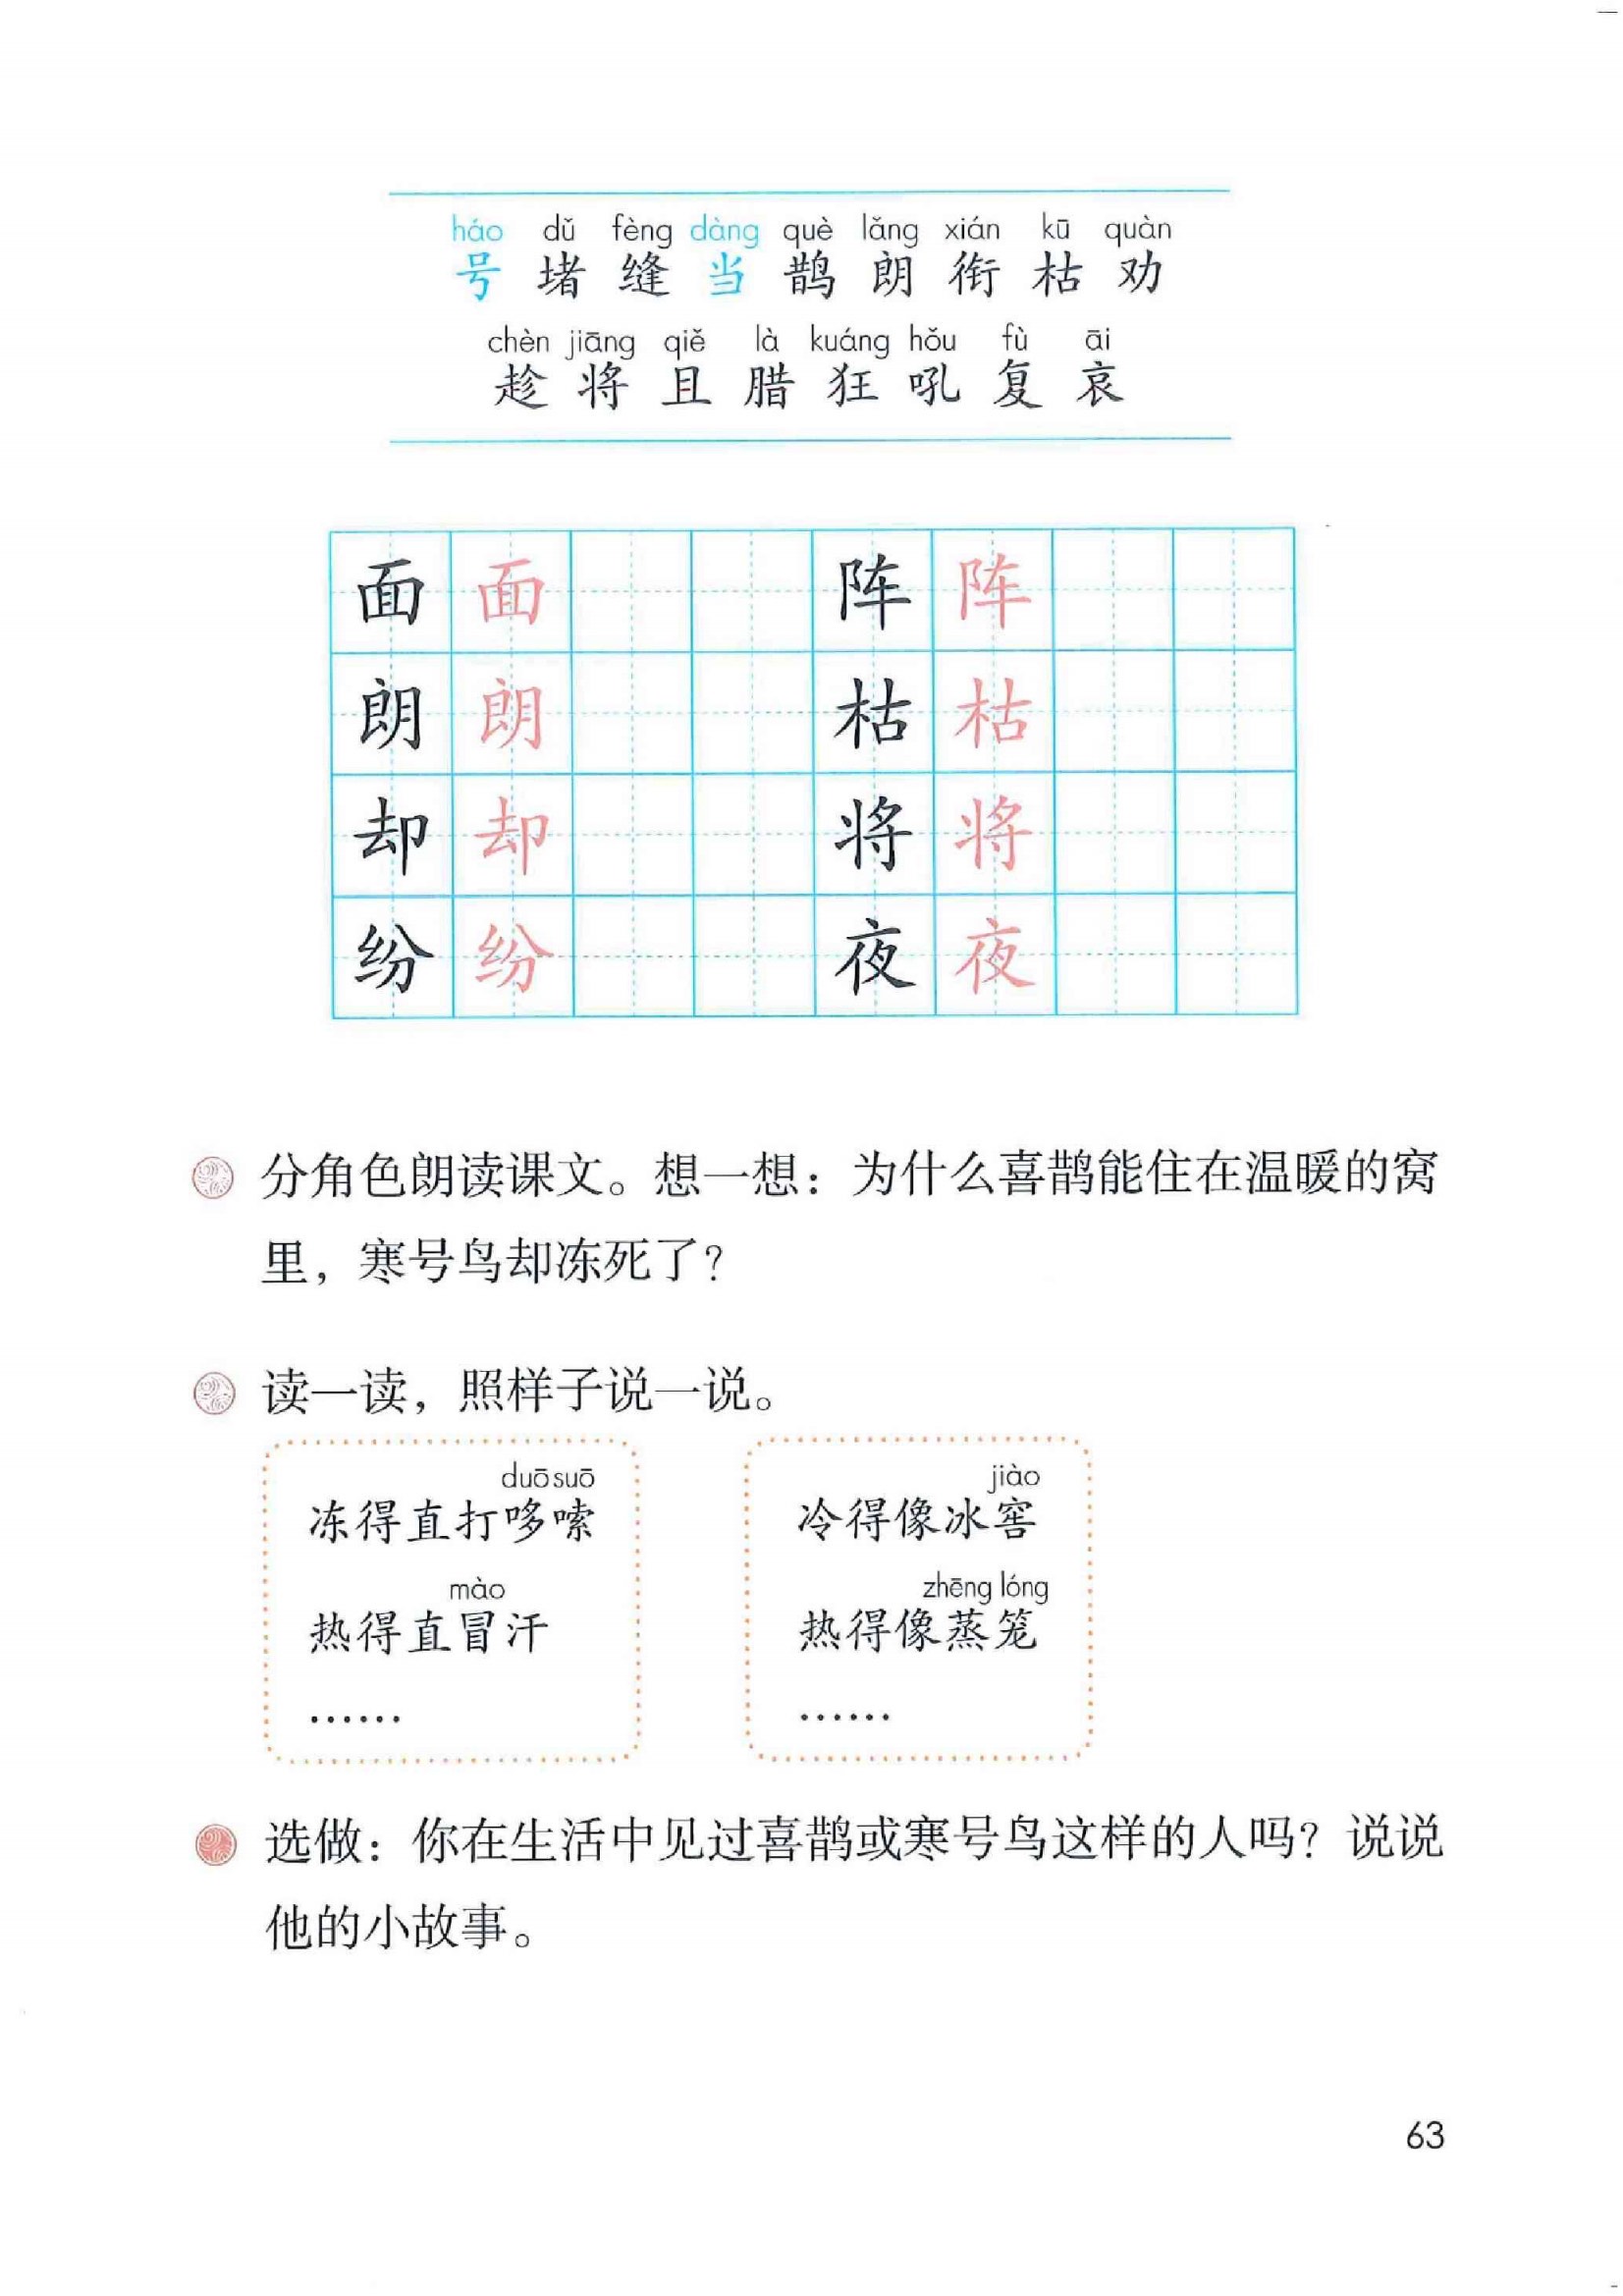 háo dǔ fèng dàng què lǎng xián kū quàn
号 堵 缝 当 鹊 朗 衔 枯 劝
chèn jiāng qiě là kuáng hǒu fù āi
趁 将 且 腊 狂 吼 复 哀
面 面 阵 阵
朗 朗 枯 枯
却 却 将 将
纷 纷 夜 夜
分角色朗读课文。想一想：为什么喜鹊能住在温暖的窝
里，寒号鸟却冻死了？
读一读，照样子说一说。
duō suō
冻得直打哆嗦
mào
热得直冒汗
……
jiào
冷得像冰窖
zhēng lóng
热得像蒸笼
……
选做：你在生活中见过喜鹊或寒号鸟这样的人吗？说说
他的小故事。
63